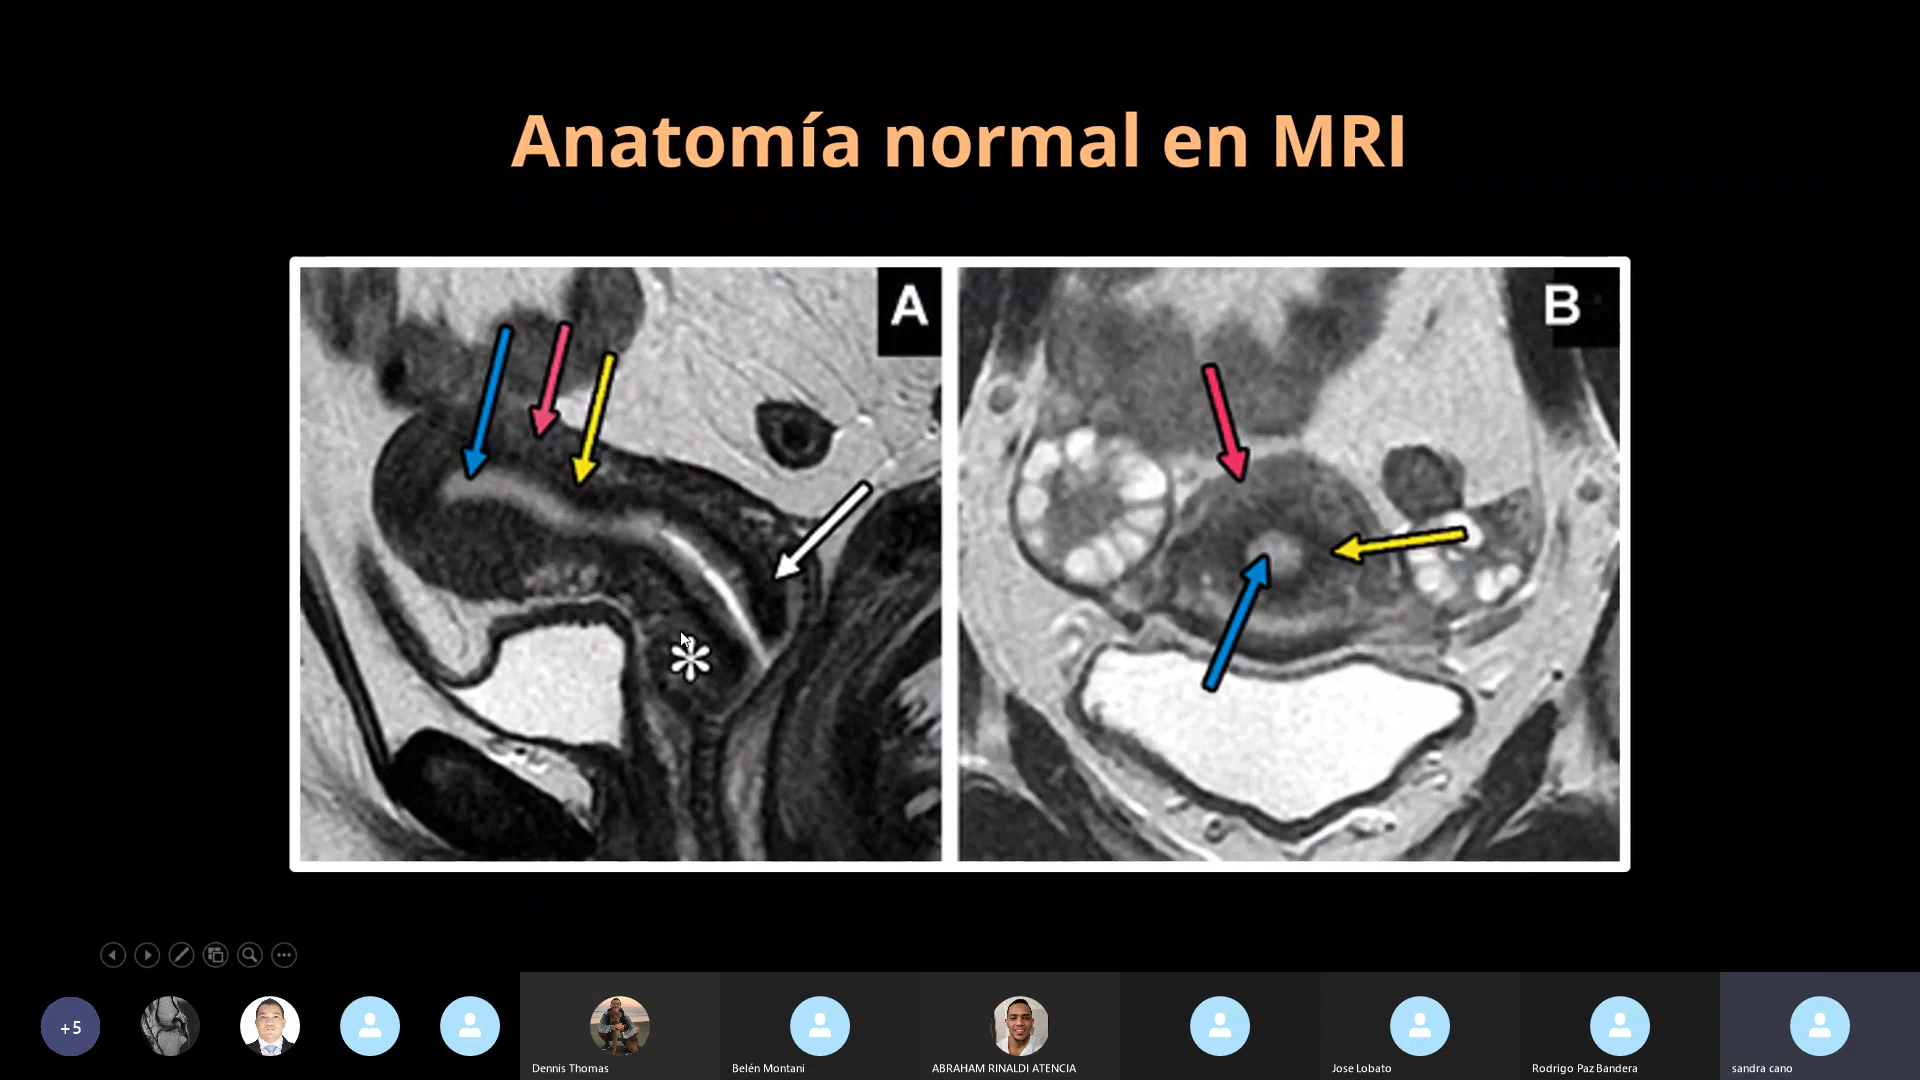 Anatomía normal en MRI
A
B
*
+5
Dennis Thomas
Belén Montani
ABRAHAM RINALDI ATENCIA
Jose Lobato
Rodrigo Paz Bandera
sandra cano